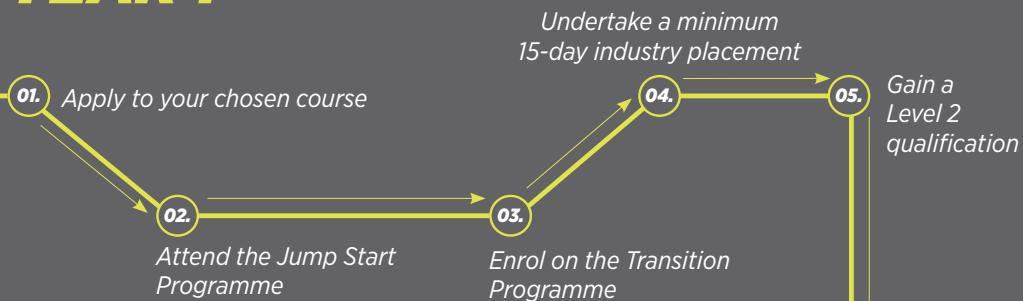 01.
Apply to your chosen course
02.
Attend the Jump Start
Programme
03.
Enrol on the Transition
Programme
Undertake a minimum
15-day industry placement
04.
05.
Gain a
Level 2
qualification